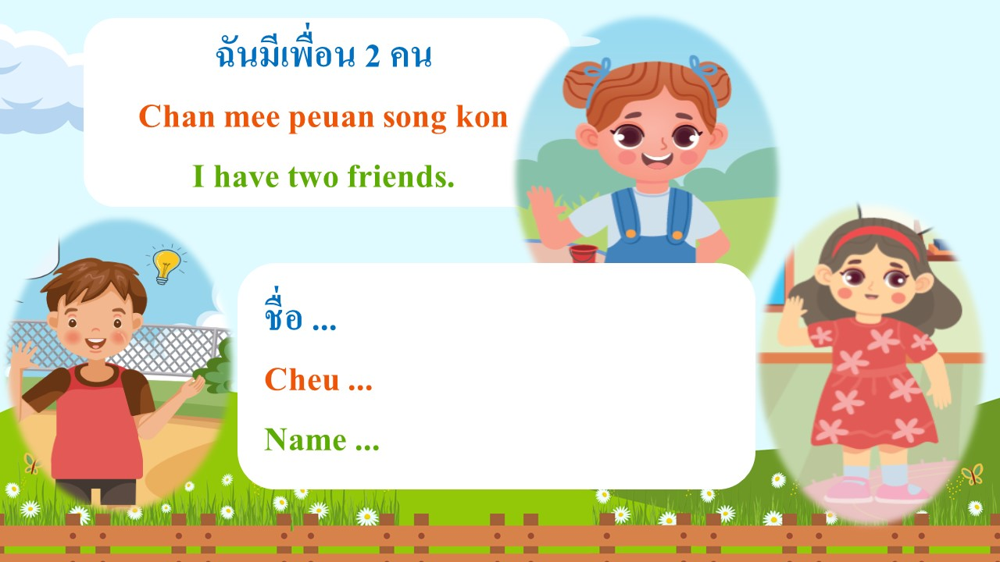 ฉันมีเพื่อน 2 คน
Chan mee peuan song kon
I have two friends.
ชื่อ ...
Cheu ...
Name ...